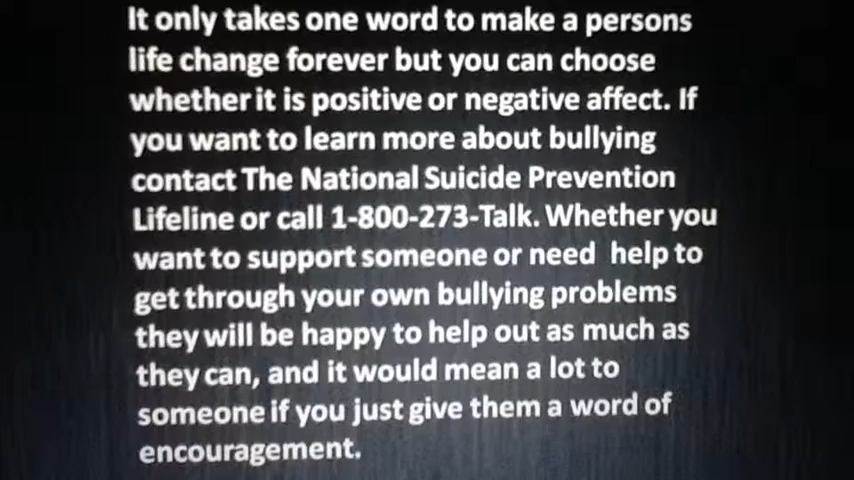 It only takes one word to make a persons
life change forever but you can choose
whether it is positive or negative affect. If
you want to learn more about bullying
contact The National Suicide Prevention
Lifeline or call 1-800-273-Talk. Whether you
want to support someone or need help to
get through your own bullying problems
they will be happy to help out as much as
they can, and it would mean a lot to
someone if you just give them a word of
encouragement.